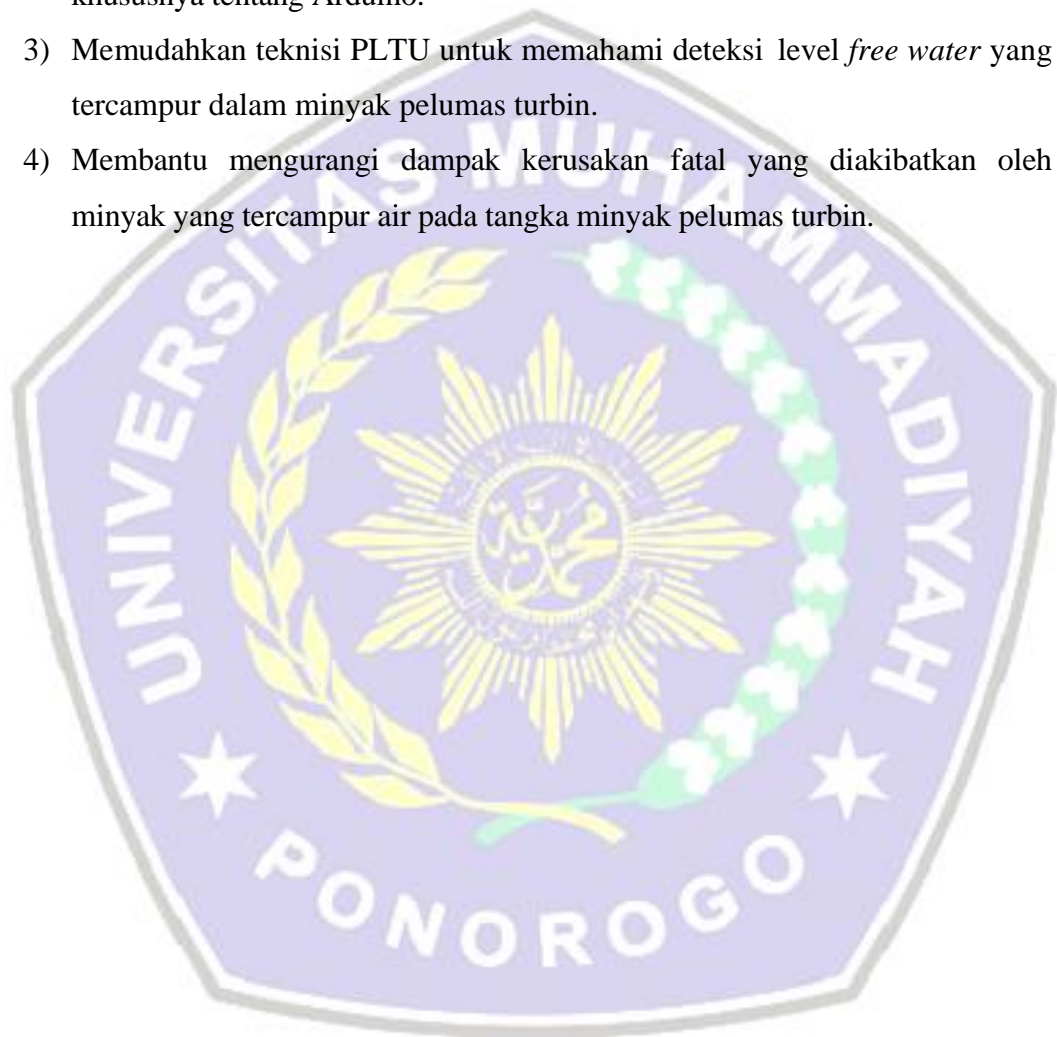 khususnya tentang Arduino.
3) Memudahkan teknisi PLTU untuk memahami deteksi level free water yang
tercampur dalam minyak pelumas turbin.
4) Membantu mengurangi dampak kerusakan fatal yang diakibatkan oleh
minyak yang tercampur air pada tangka minyak pelumas turbin.
UNIVERSITAS MUHAMMADIYAH
محمدية
PONOROGO